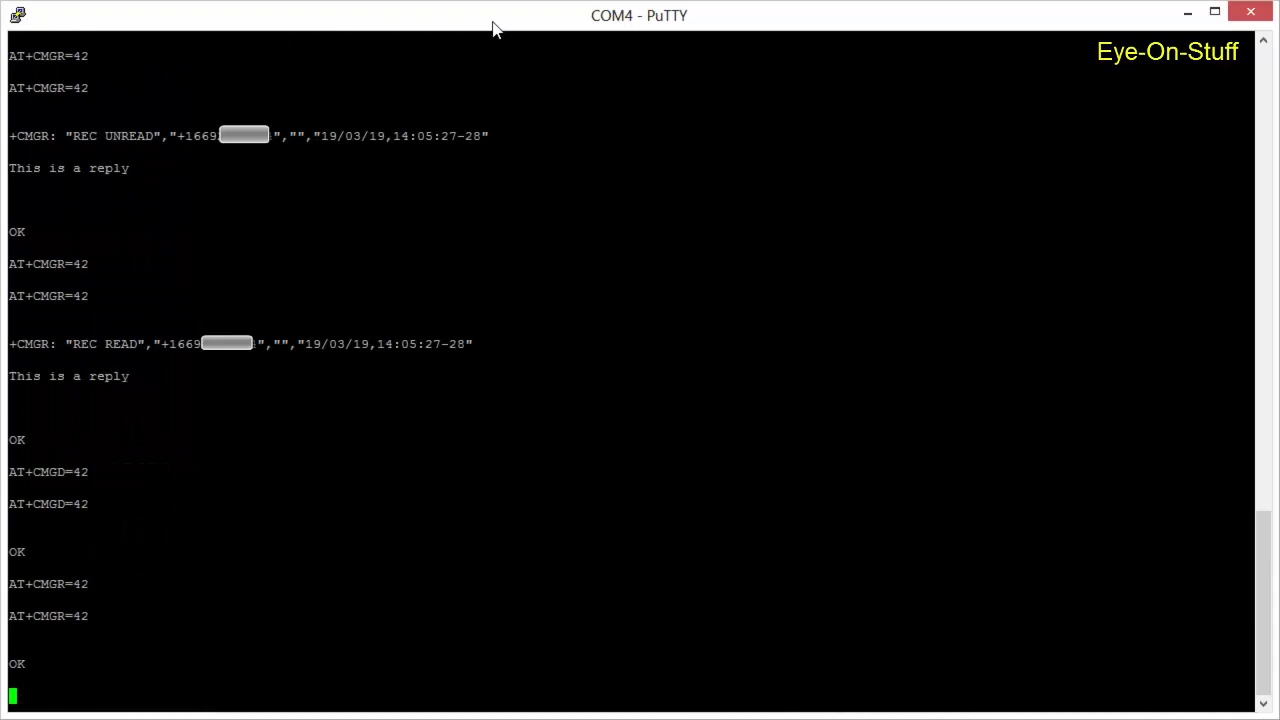 COM4 - PuTTY
Eye-On-Stuff
AT+CMGR=42
AT+CMGR=42
+CMGR: "REC UNREAD","+1669 ","","19/03/19,14:05:27-28"
This is a reply
OK
AT+CMGR=42
AT+CMGR=42
+CMGR: "REC READ","+1669 ","","19/03/19,14:05:27-28"
This is a reply
OK
AT+CMGD=42
AT+CMGD=42
OK
AT+CMGR=42
AT+CMGR=42
OK